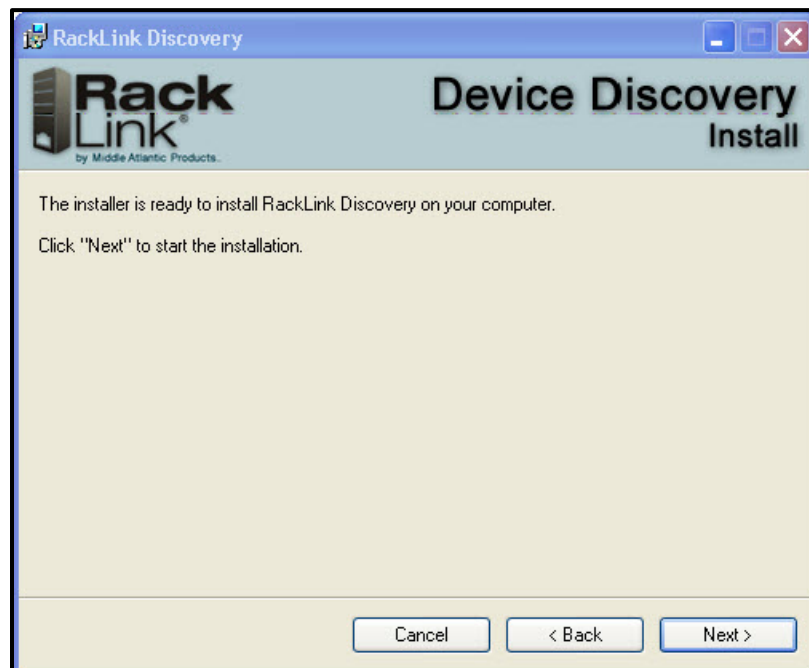 RackLink Discovery
Rack
Link®
by Middle Atlantic Products..
Device Discovery
Install
The installer is ready to install RackLink Discovery on your computer.
Click "Next" to start the installation.
Cancel
< Back
Next >